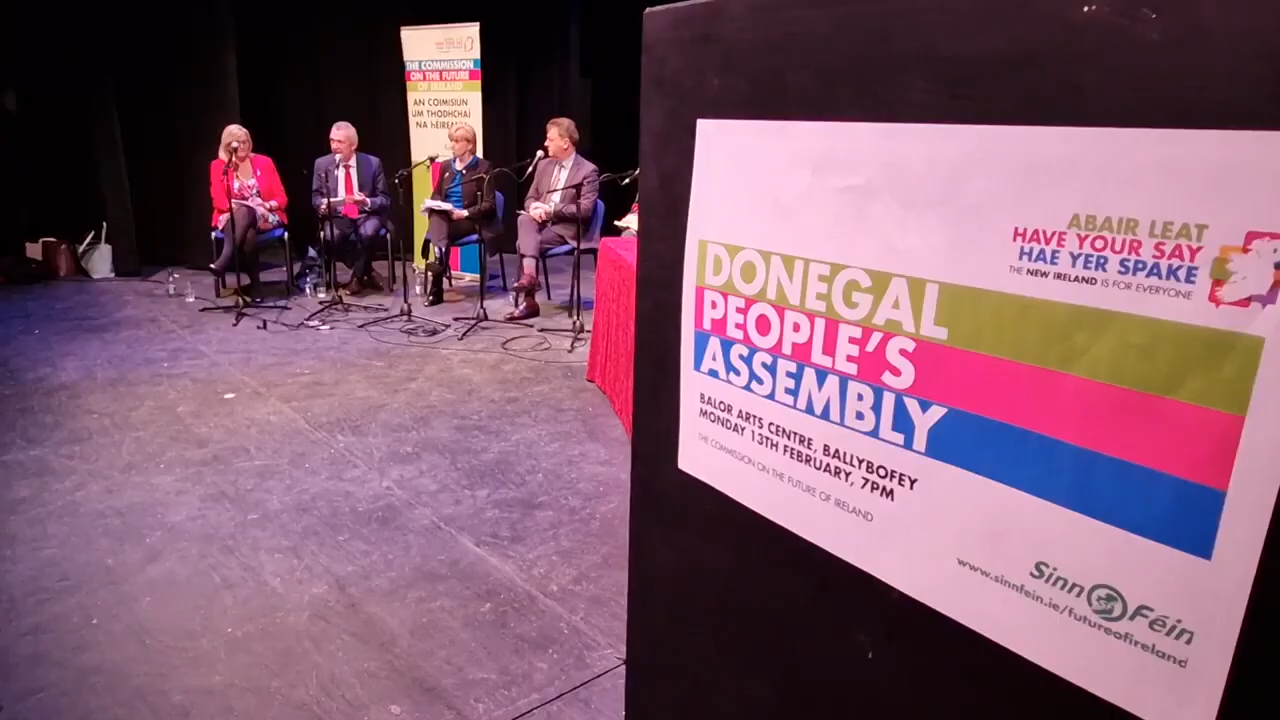 THE COMMISSION
ON THE FUTURE
OF IRELAND
AN COIMISIÚN
UM THODHCHAÍ
NA hÉIREANN
ABAIR LEAT
HAVE YOUR SAY
HAE YER SPAKE
THE NEW IRELAND IS FOR EVERYONE
DONEGAL
PEOPLE'S
ASSEMBLY
BALOR ARTS CENTRE, BALLYBOFEY
MONDAY 13TH FEBRUARY, 7PM
THE COMMISSION ON THE FUTURE OF IRELAND
Sinn Féin
www.sinnfein.ie/futureofireland